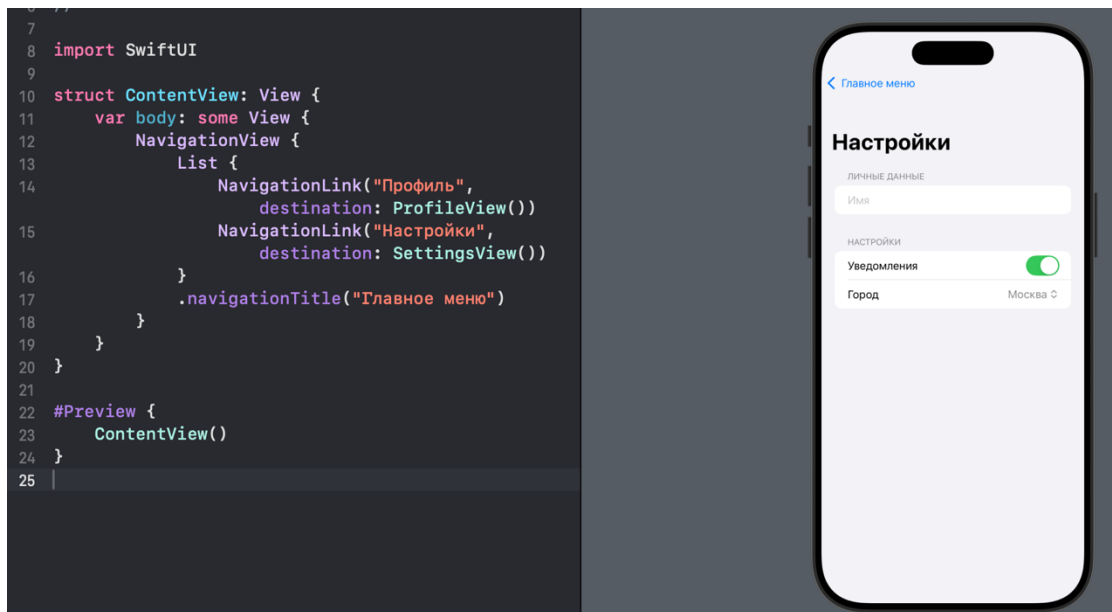 7
8 import SwiftUI
9
10 struct ContentView: View {
11 var body: some View {
12 NavigationView {
13 List {
14 NavigationLink("Профиль",
destination: ProfileView())
15 NavigationLink("Настройки",
destination: SettingsView())
16 }
17 .navigationTitle("Главное меню")
18 }
19 }
20 }
21
22 #Preview {
23 ContentView()
24 }
25
Главное меню
Настройки
ЛИЧНЫЕ ДАННЫЕ
Имя
НАСТРОЙКИ
Уведомления
Город Москва